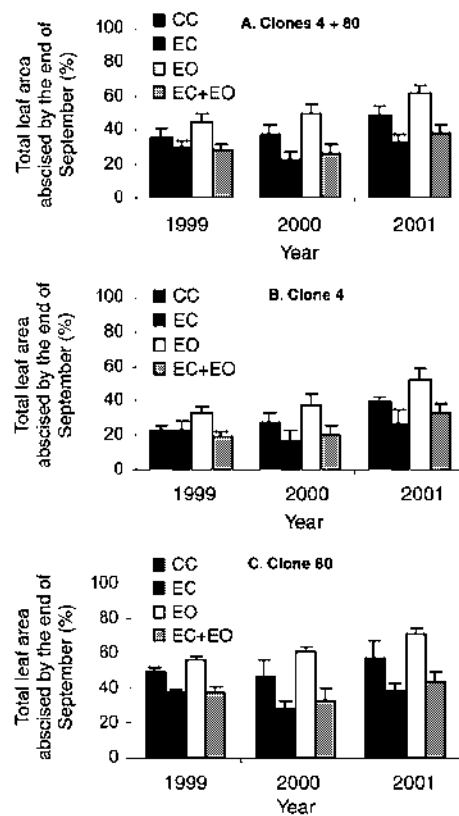 A. Clones 4 + 80
CC
EC
EO
EC+EO
Total leaf area
abscised by the end of
September (%)
100
80
60
40
20
0
1999 2000 2001
Year
B. Clone 4
CC
EC
EO
EC+EO
Total leaf area
abscised by the end of
September (%)
100
80
60
40
20
0
1999 2000 2001
Year
C. Clone 80
CC
EC
EO
EC+EO
Total leaf area
abscised by the end of
September (%)
100
80
60
40
20
0
1999 2000 2001
Year